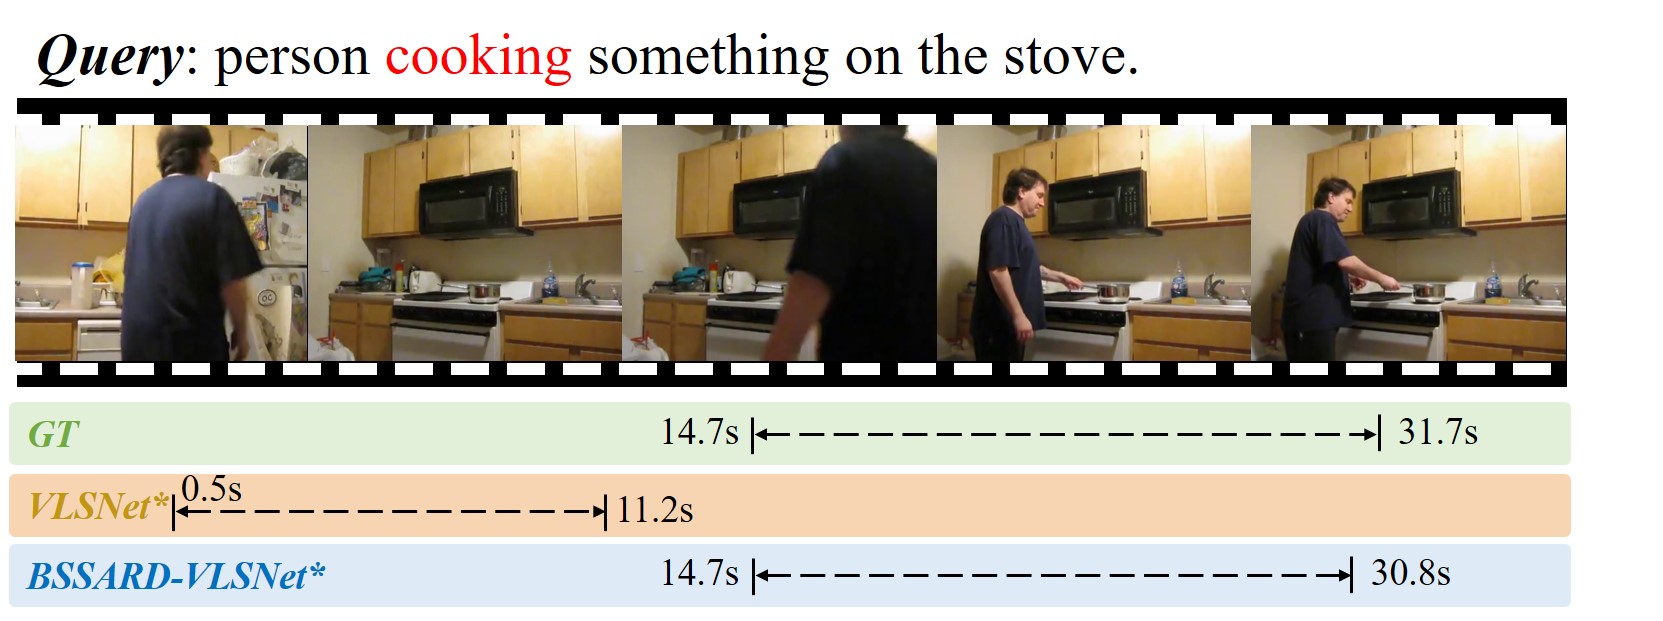 Query: person cooking something on the stove.
GT 14.7s 31.7s
VLSNet* 0.5s 11.2s
BSSARD-VLSNet* 14.7s 30.8s